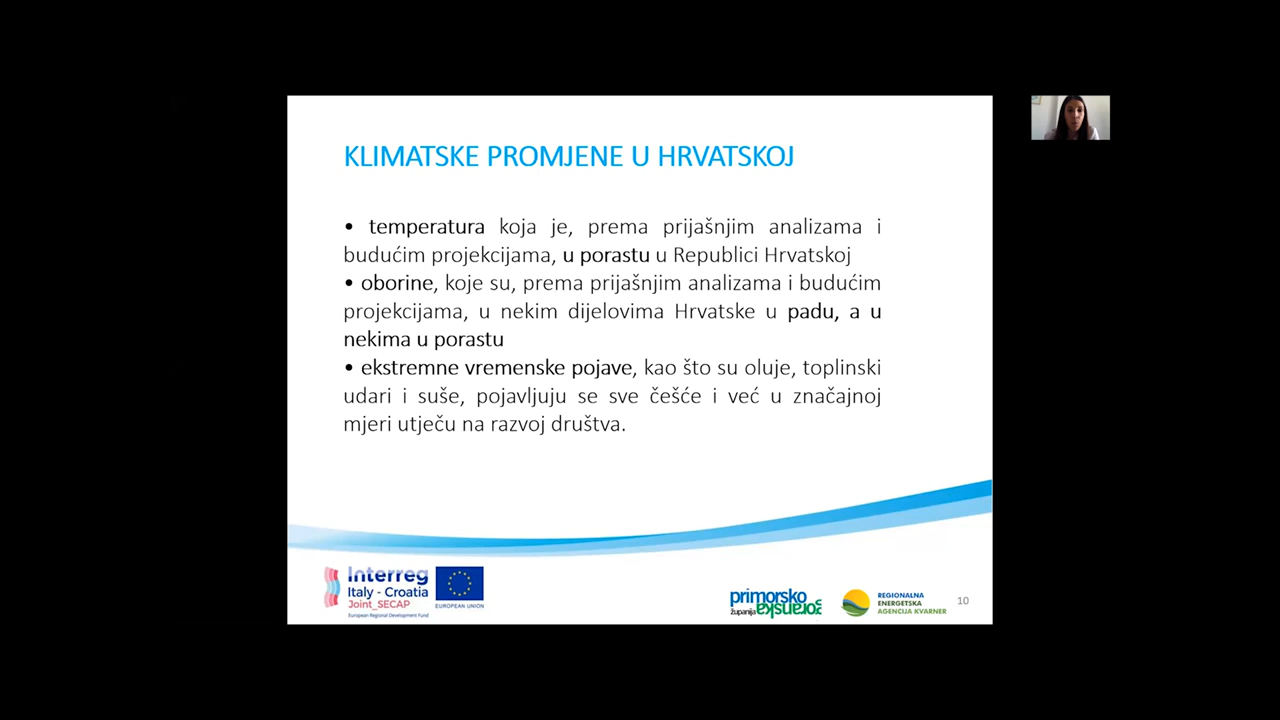 KLIMATSKE PROMJENE U HRVATSKOJ
• temperatura koja je, prema prijašnjim analizama i
budućim projekcijama, u porastu u Republici Hrvatskoj
• oborine, koje su, prema prijašnjim analizama i budućim
projekcijama, u nekim dijelovima Hrvatske u padu, a u
nekima u porastu
• ekstremne vremenske pojave, kao što su oluje, toplinski
udari i suše, pojavljuju se sve češće i već u značajnoj
mjeri utječu na razvoj društva.
Interreg
Italy - Croatia
Joint_SECAP
European Regional Development Fund
EUROPEAN UNION
primorsko
goranska
županija
REGIONALNA
ENERGETSKA
AGENCIJA KVARNER
10